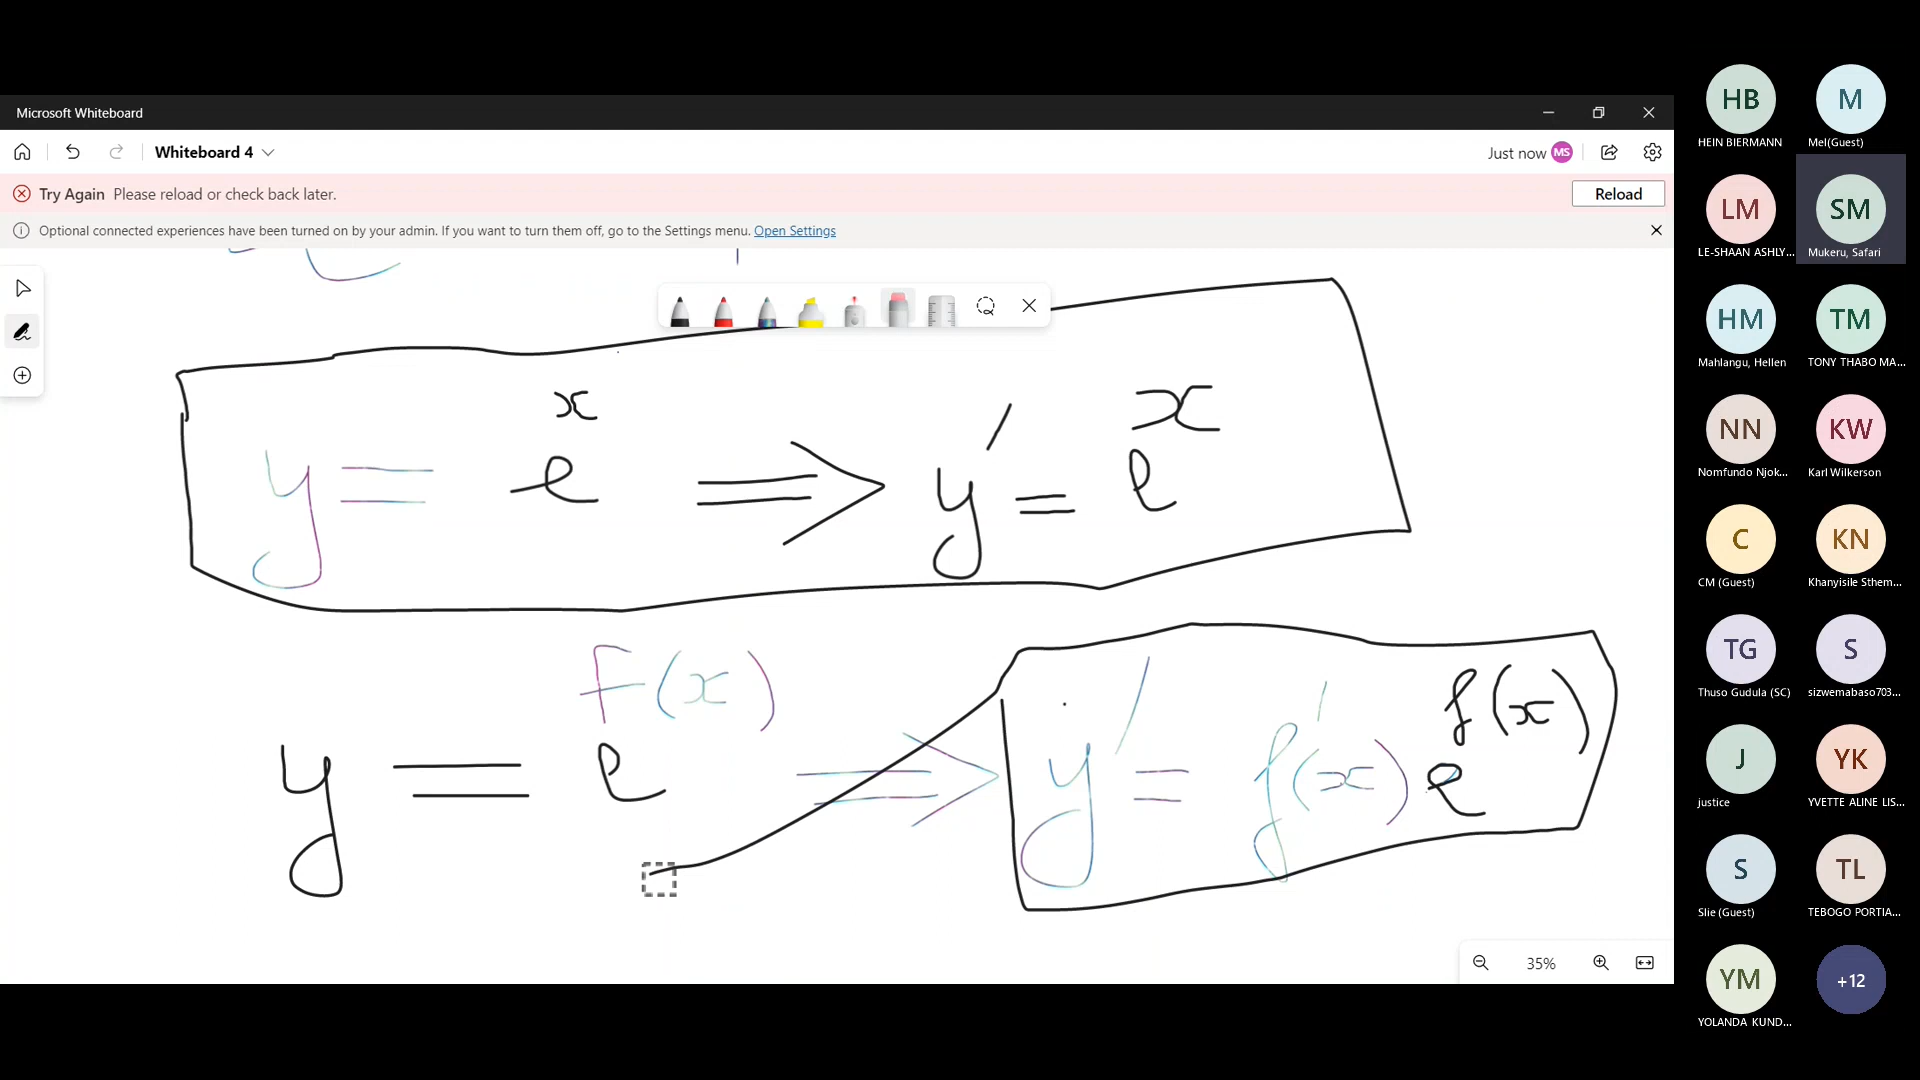 Microsoft Whiteboard
Whiteboard 4
Just now MS
Try Again Please reload or check back later.
Reload
Optional connected experiences have been turned on by your admin. If you want to turn them off, go to the Settings menu. Open Settings
y = e^x ⟹ y' = e^x
y = e^F(x) ⟹ y' = f'(x) e^f(x)
35%
HB M
HEIN BIERMANN Mel(Guest)
LM SM
LE-SHAAN ASHLY... Mukeru, Safari
HM TM
Mahlangu, Hellen TONY THABO MA...
NN KW
Nomfundo Njok... Karl Wilkerson
C KN
CM (Guest) Khanyisile Sthem...
TG S
Thuso Gudula (SC) sizwemabaso703...
J YK
justice YVETTE ALINE LIS...
S TL
Slie (Guest) TEBOGO PORTIA...
YM +12
YOLANDA KUND...